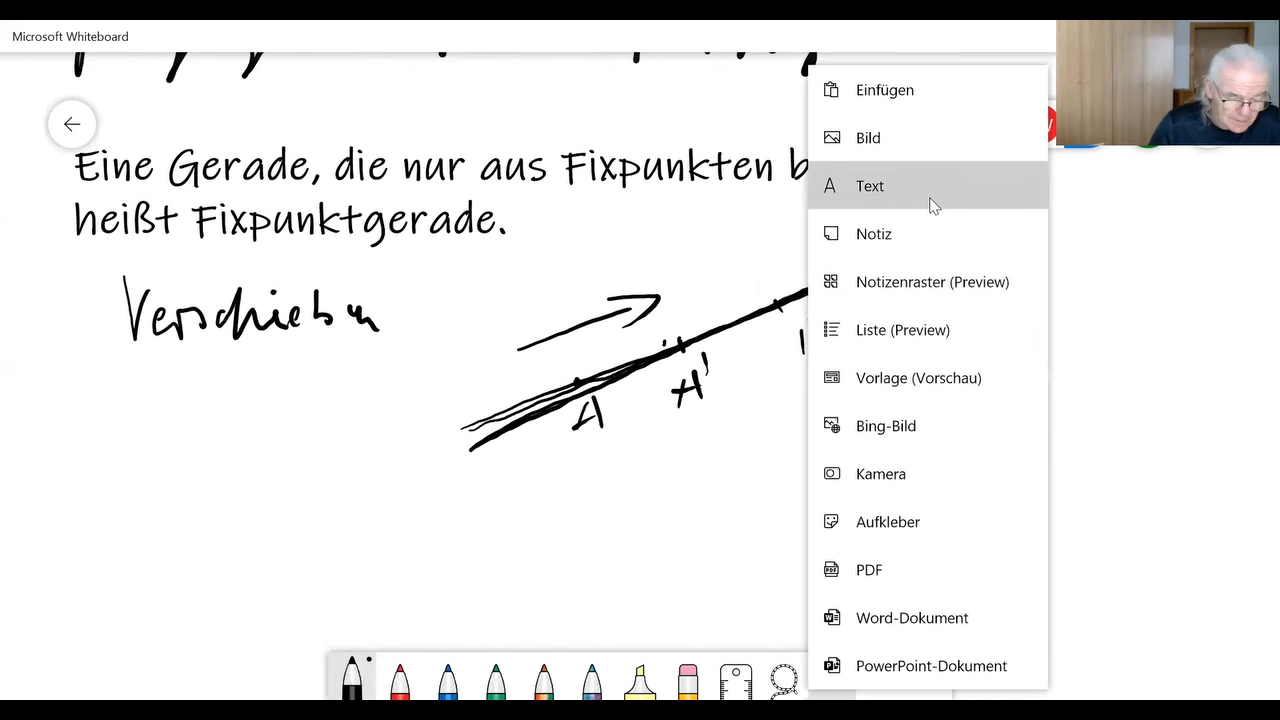 Microsoft Whiteboard
Eine Gerade, die nur aus Fixpunkten b
heißt Fixpunktgerade.
Verschieben
A
A'
Einfügen
Bild
Text
Notiz
Notizenraster (Preview)
Liste (Preview)
Vorlage (Vorschau)
Bing-Bild
Kamera
Aufkleber
PDF
Word-Dokument
PowerPoint-Dokument